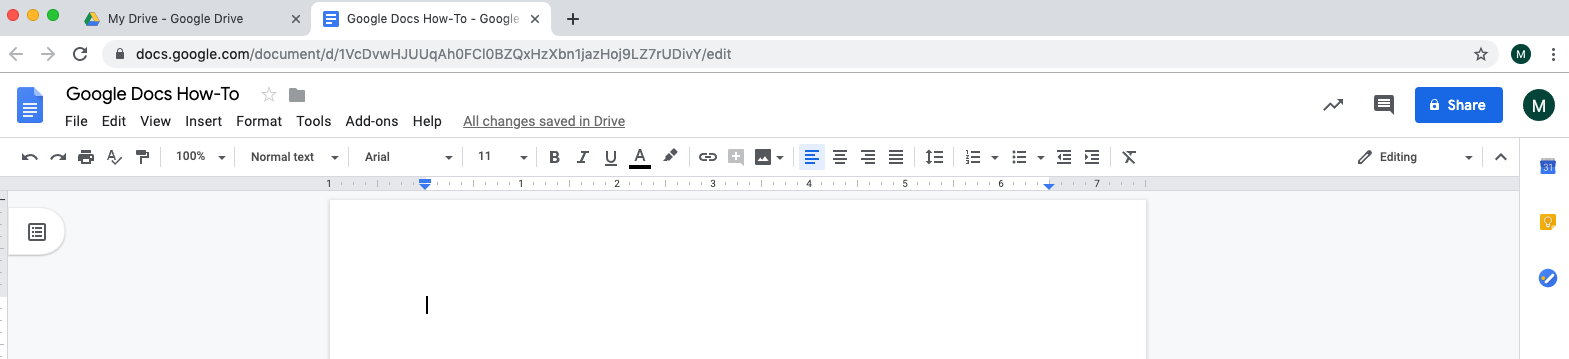 My Drive - Google Drive
Google Docs How-To - Google
docs.google.com/document/d/1VcDvwHJUUqAh0FCl0BZQxHzXbn1jazHoj9LZ7rUDivY/edit
M
Google Docs How-To
File Edit View Insert Format Tools Add-ons Help All changes saved in Drive
Share
M
100% Normal text Arial 11 B I U A Editing
1 1 2 3 4 5 6 7
31